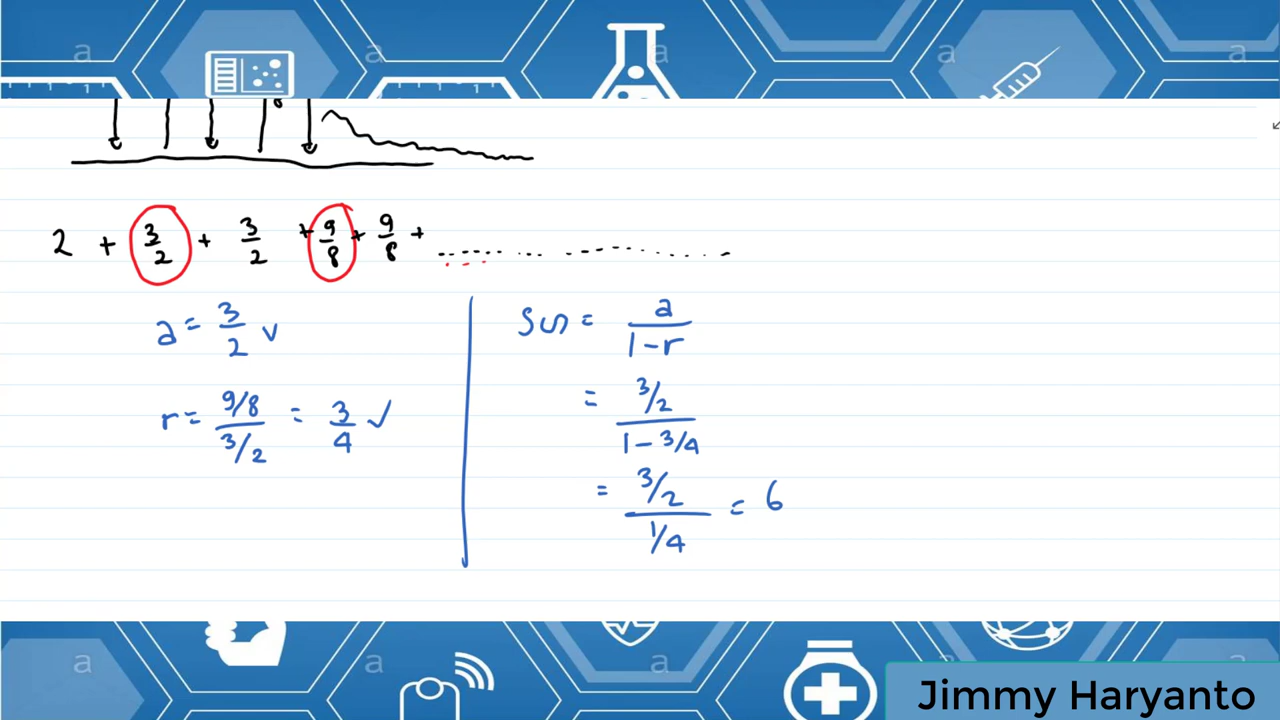 2 + 3/2 + 3/2 + 9/8 + 9/8 + ..........
a = 3/2 v
r = 9/8 / 3/2 = 3/4 ✓
S∞ = a / 1 - r
= 3/2 / 1 - 3/4
= 3/2 / 1/4 = 6
a
a
a
a
a
a
a
a
a
Jimmy Haryanto